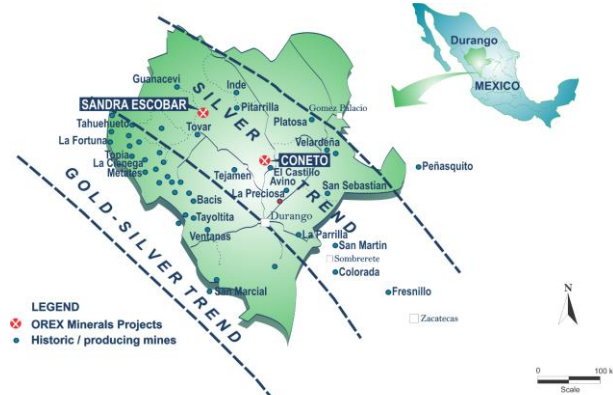 Durango
MEXICO
Guanacevi
Inde
SANDRA ESCOBAR
Pitarrilla
Gomez Palacio
Platosa
Tahuehueto
Tovar
La Fortuna
Velardeña
Topia
La Cienega
Metates
CONETO
El Castillo
Tejamen
Avino
Peñasquito
La Preciosa
San Sebastian
Bacis
Tayoltita
Durango
Ventanas
La Parrilla
San Martin
Sombrerete
Colorada
San Marcial
Fresnillo
Zacatecas
SILVER TREND
GOLD-SILVER TREND
LEGEND
OREX Minerals Projects
Historic / producing mines
N
0 100 k
Scale